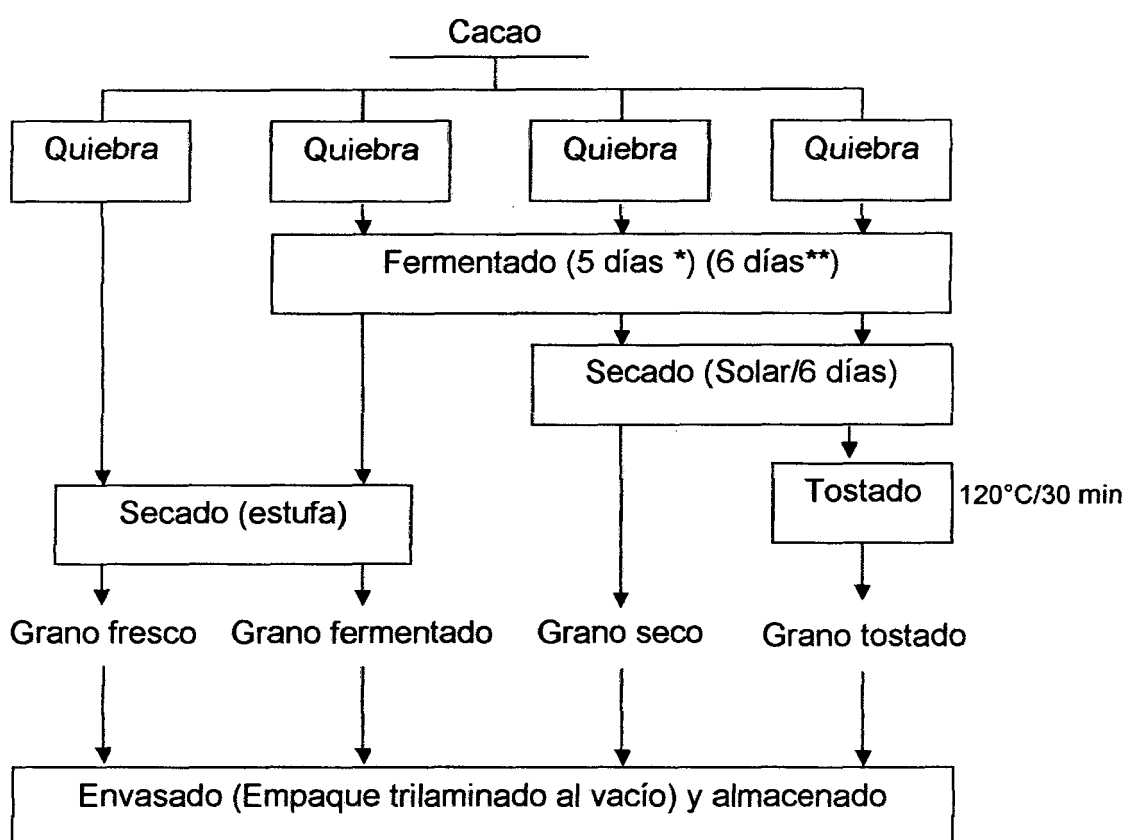 Cacao
Quiebra
Quiebra
Quiebra
Quiebra
Fermentado (5 días *) (6 días**)
Secado (Solar/6 días)
Tostado
120°C/30 min
Secado (estufa)
Grano fresco
Grano fermentado
Grano seco
Grano tostado
Envasado (Empaque trilaminado al vacío) y almacenado